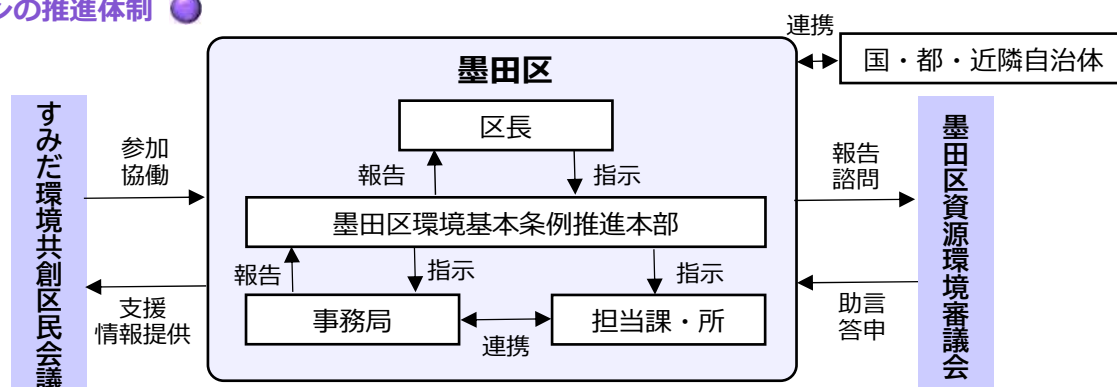 ンの推進体制
連携
国・都・近隣自治体
墨田区
区長
報告
指示
墨田区環境基本条例推進本部
報告
指示
指示
事務局
連携
担当課・所
すみだ環境共創区民会議
参加
協働
支援
情報提供
報告
諮問
助言
答申
墨田区資源環境審議会